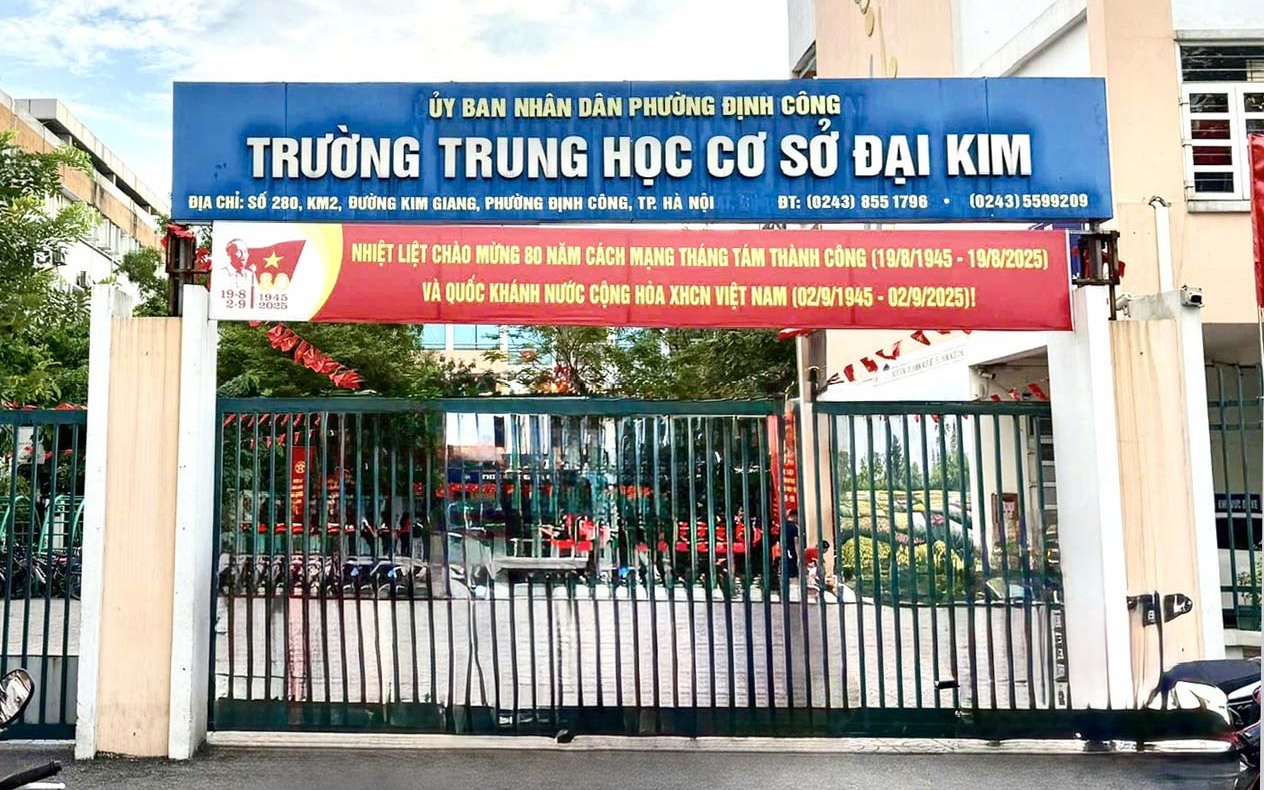 ỦY BAN NHÂN DÂN PHƯỜNG ĐỊNH CÔNG
TRƯỜNG TRUNG HỌC CƠ SỞ ĐẠI KIM
ĐỊA CHỈ: SỐ 280, KM2, ĐƯỜNG KIM GIANG, PHƯỜNG ĐỊNH CÔNG, TP. HÀ NỘI ĐT: (0243) 855 1796 • (0243) 5599209
NHIỆT LIỆT CHÀO MỪNG 80 NĂM CÁCH MẠNG THÁNG TÁM THÀNH CÔNG (19/8/1945 - 19/8/2025)
VÀ QUỐC KHÁNH NƯỚC CỘNG HÒA XHCN VIỆT NAM (02/9/1945 - 02/9/2025)!
80
19-8 1945
2-9 2025